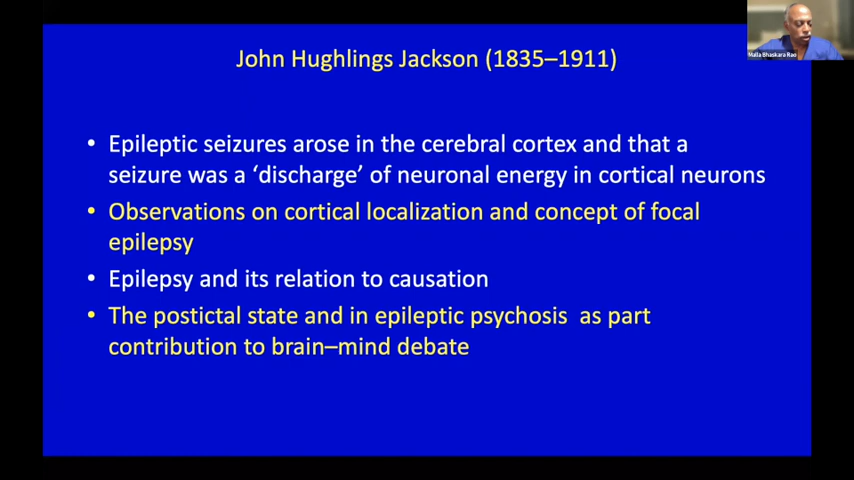 John Hughlings Jackson (1835–1911)
Malla Bhaskara Rao
• Epileptic seizures arose in the cerebral cortex and that a
seizure was a ‘discharge’ of neuronal energy in cortical neurons
• Observations on cortical localization and concept of focal
epilepsy
• Epilepsy and its relation to causation
• The postictal state and in epileptic psychosis as part
contribution to brain–mind debate